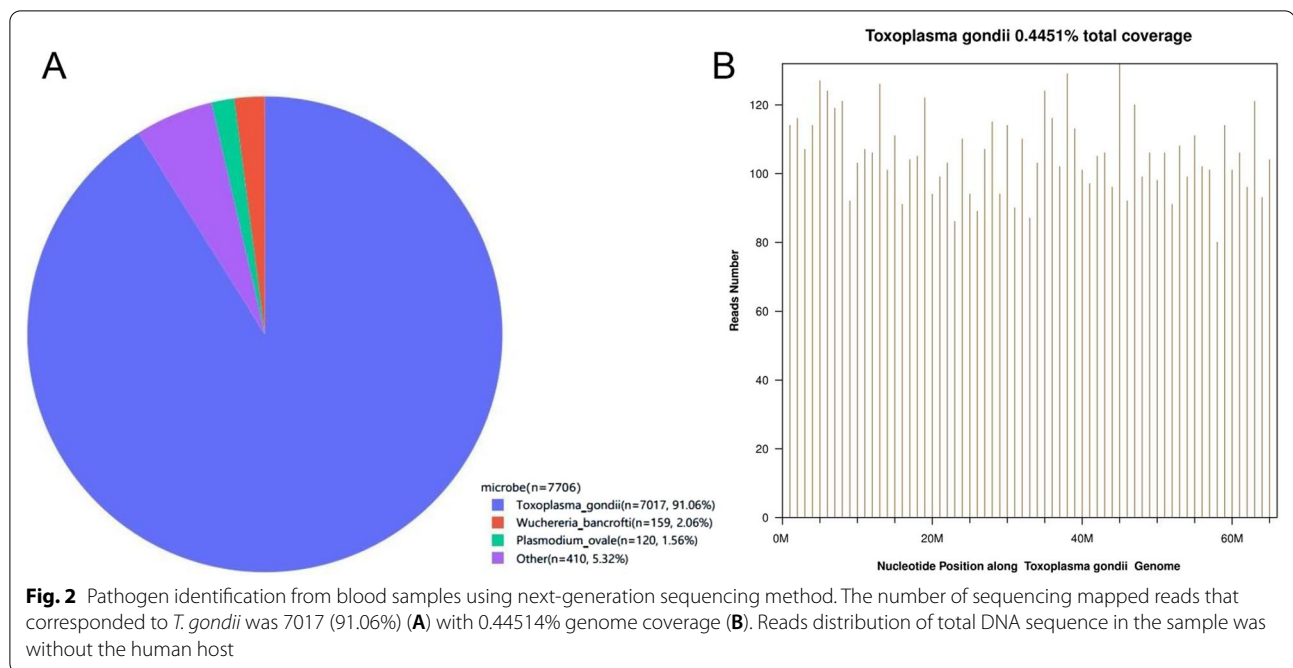 A
microbe(n=7706)
Toxoplasma_gondii(n=7017, 91.06%)
Wuchereria_bancrofti(n=159, 2.06%)
Plasmodium_ovale(n=120, 1.56%)
Other(n=410, 5.32%)
B
Toxoplasma gondii 0.4451% total coverage
Reads Number
120
100
80
60
40
20
0
0M 20M 40M 60M
Nucleotide Position along Toxoplasma gondii Genome
Fig. 2 Pathogen identification from blood samples using next-generation sequencing method. The number of sequencing mapped reads that
corresponded to T. gondii was 7017 (91.06%) (A) with 0.44514% genome coverage (B). Reads distribution of total DNA sequence in the sample was
without the human host